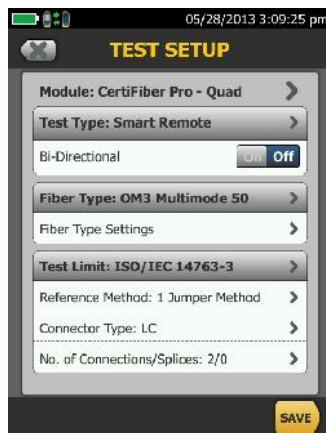 05/28/2013 3:09:25 pm
TEST SETUP
Module: CertiFiber Pro - Quad
Test Type: Smart Remote
Bi-Directional On Off
Fiber Type: OM3 Multimode 50
Fiber Type Settings
Test Limit: ISO/IEC 14763-3
Reference Method: 1 Jumper Method
Connector Type: LC
No. of Connections/Splices: 2/0
SAVE